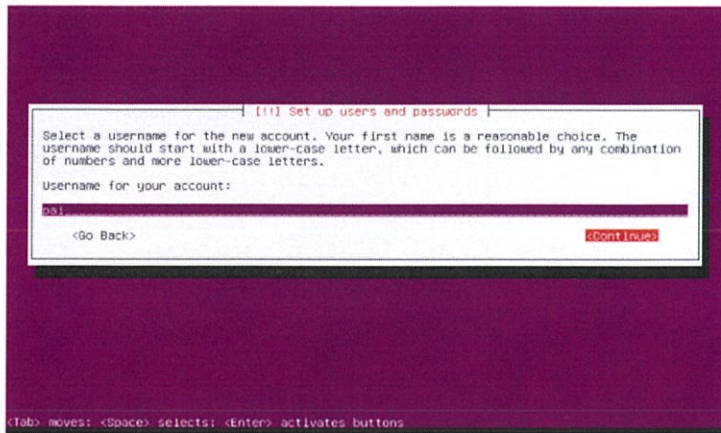 [!!] Set up users and passwords
Select a username for the new account. Your first name is a reasonable choice. The
username should start with a lower-case letter, which can be followed by any combination
of numbers and more lower-case letters.
Username for your account:
<Go Back>
<Continue>
<Tab> moves; <Space> selects; <Enter> activates buttons